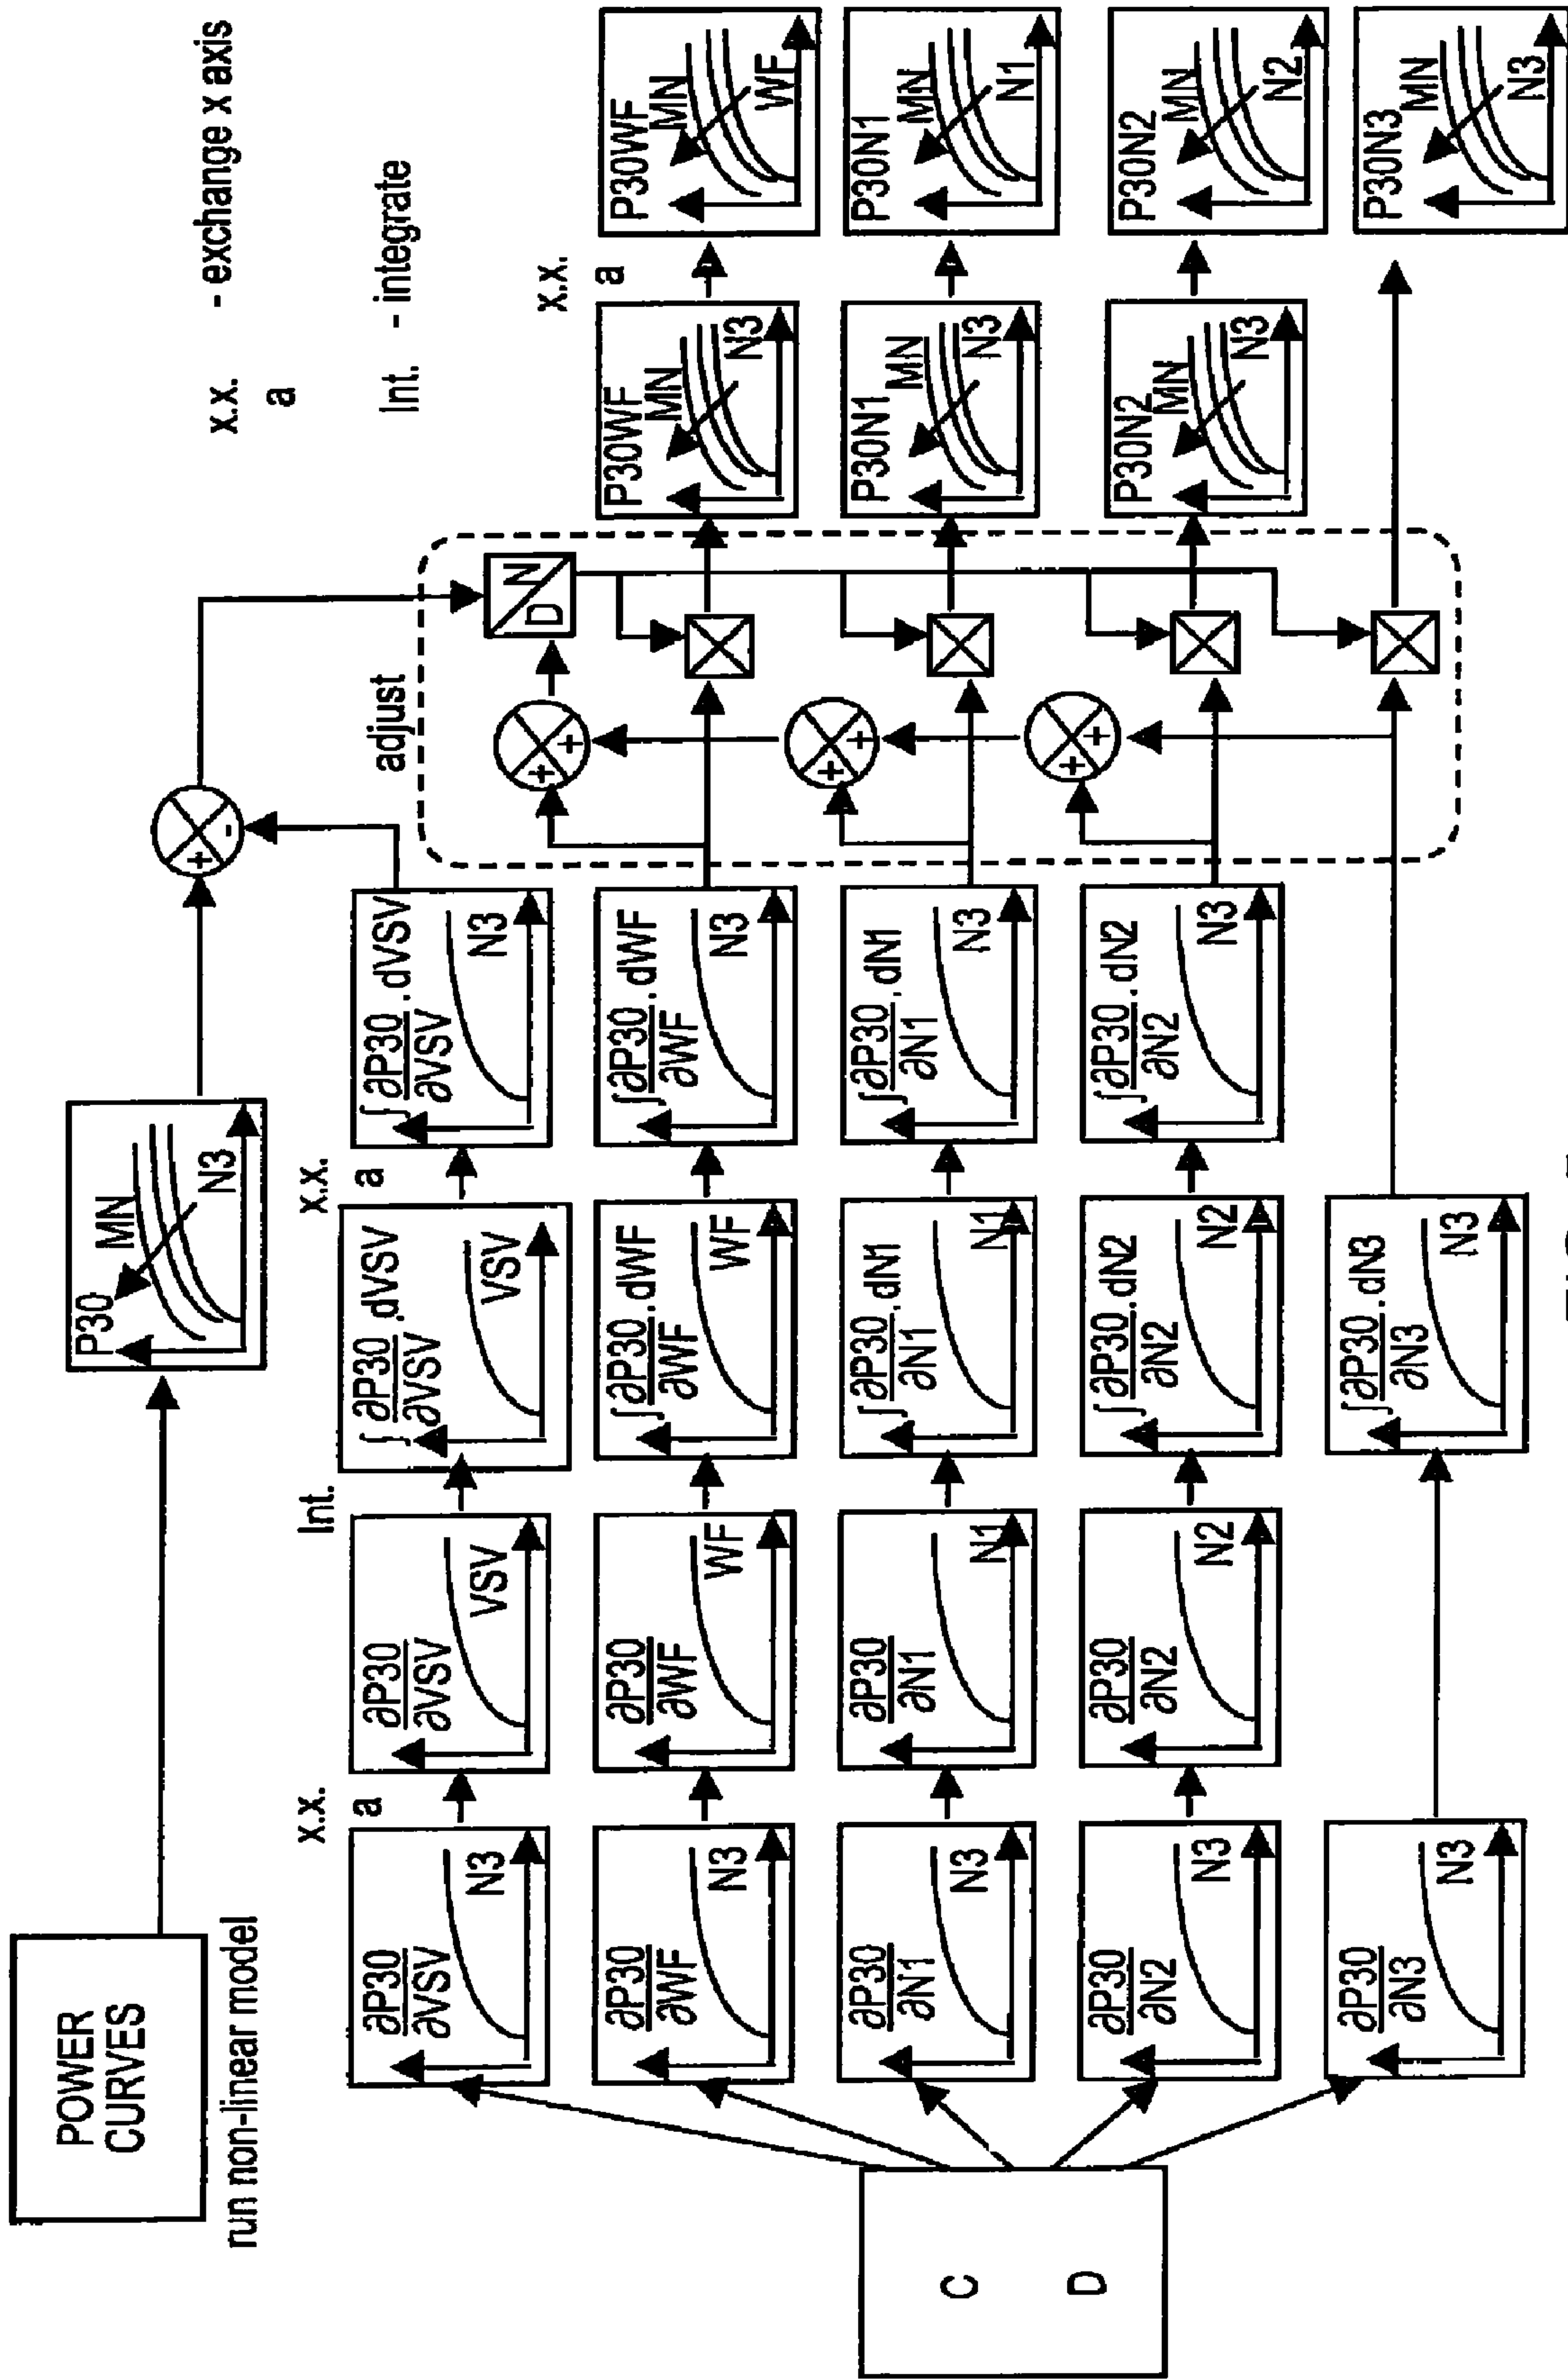 POWER
CURVES
run non-linear model
P30
MN
N3
+
-
x.x. - exchange x axis
a
Int. - integrate
C
D
x.x.
a
Int.
x.x.
a
∂P30
∂VSV
N3
∂P30
∂VSV
VSV
∫ ∂P30 . dVSV
∂VSV
VSV
∫ ∂P30 . dVSV
∂VSV
N3
∂P30
∂WF
N3
∂P30
∂WF
WF
∫ ∂P30 . dWF
∂WF
WF
∫ ∂P30 . dWF
∂WF
N3
∂P30
∂N1
N3
∂P30
∂N1
N1
∫ ∂P30 . dN1
∂N1
N1
∫ ∂P30 . dN1
∂N1
N3
∂P30
∂N2
N3
∂P30
∂N2
N2
∫ ∂P30 . dN2
∂N2
N2
∫ ∂P30 . dN2
∂N2
N3
∂P30
∂N3
N3
∫ ∂P30 . dN3
∂N3
N3
adjust
D
N
+
+
+
+
+
+
x.x.
a
P30WF
MN
N3
P30WF
MN
WF
P30N1
MN
N3
P30N1
MN
N1
P30N2
MN
N3
P30N2
MN
N2
P30N3
MN
N3